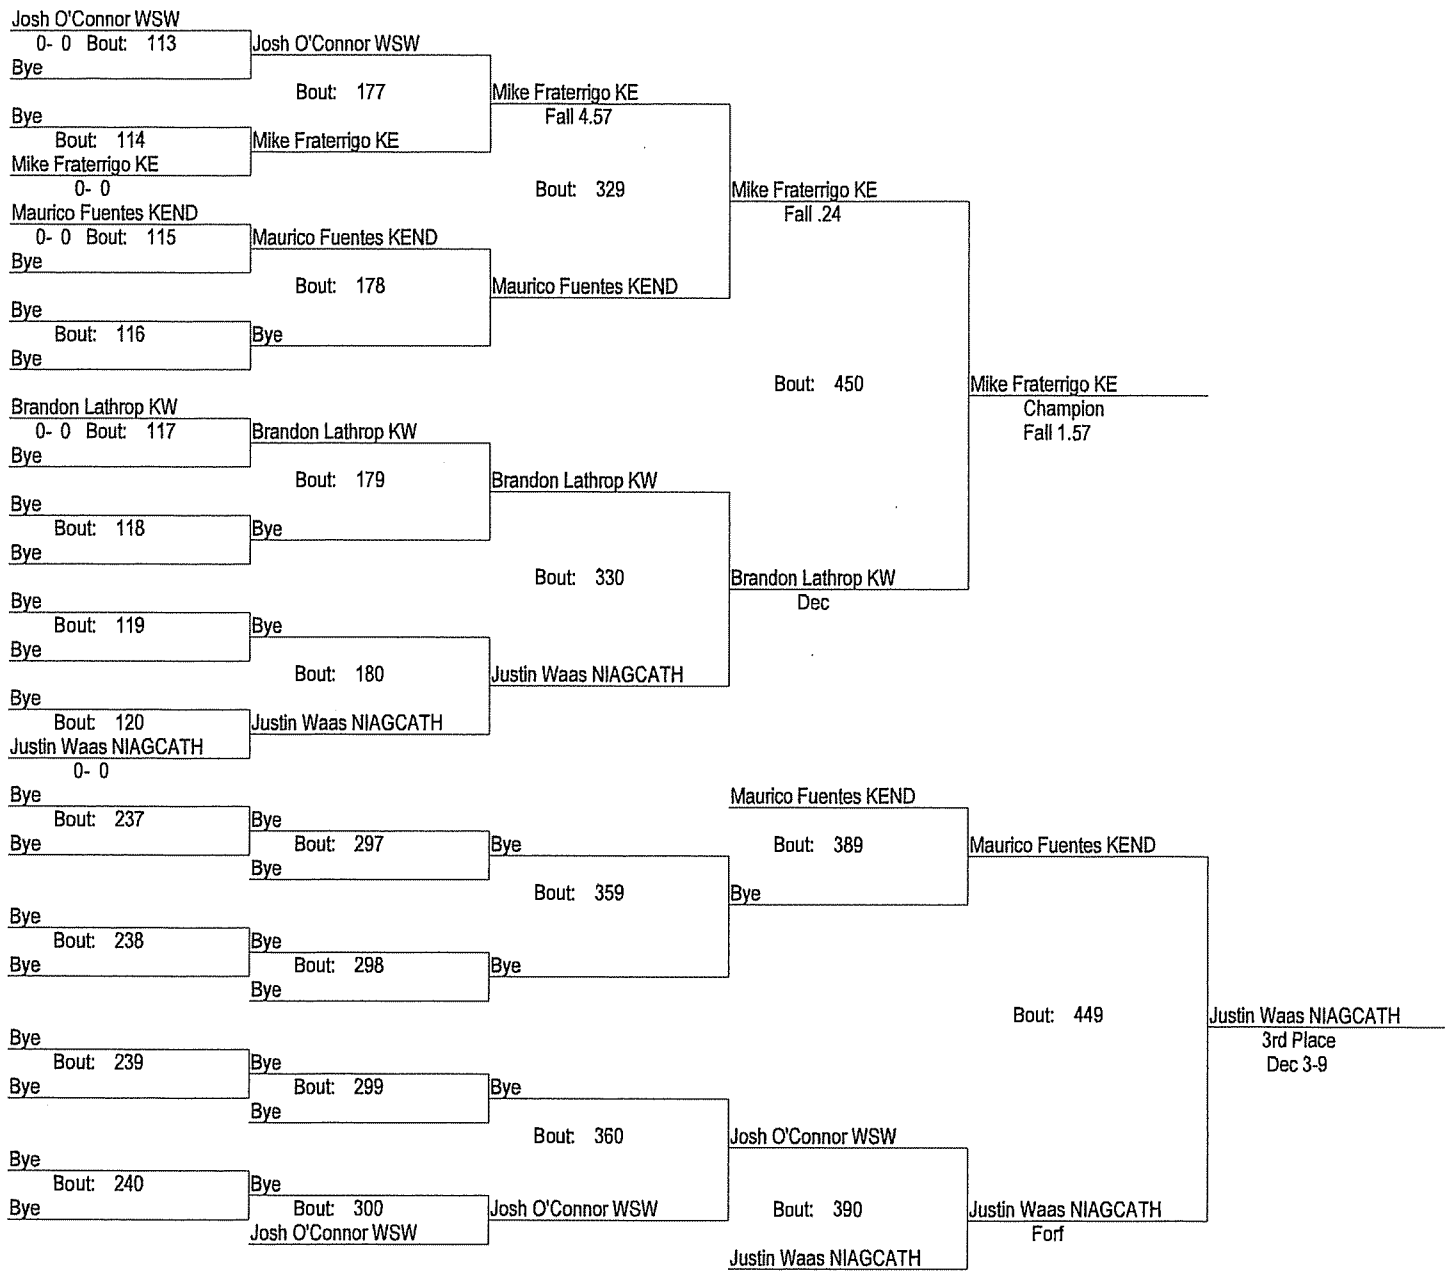 Josh O'Connor WSW
0- 0 Bout: 113
Bye
Josh O'Connor WSW
Bout: 177
Bye
Bout: 114
Mike Fraterrigo KE
0- 0
Mike Fraterrigo KE
Mike Fraterrigo KE
Fall 4.57
Bout: 329
Maurico Fuentes KEND
0- 0 Bout: 115
Bye
Maurico Fuentes KEND
Bout: 178
Bye
Bout: 116
Bye
Bye
Maurico Fuentes KEND
Mike Fraterrigo KE
Fall .24
Bout: 450
Brandon Lathrop KW
0- 0 Bout: 117
Bye
Brandon Lathrop KW
Bout: 179
Bye
Bout: 118
Bye
Bye
Brandon Lathrop KW
Bout: 330
Bye
Bout: 119
Bye
Bye
Bout: 180
Bye
Bout: 120
Justin Waas NIAGCATH
0- 0
Justin Waas NIAGCATH
Justin Waas NIAGCATH
Brandon Lathrop KW
Dec
Mike Fraterrigo KE
Champion
Fall 1.57
Bye
Bout: 237
Bye
Bye
Bout: 297
Bye
Bye
Bout: 359
Bye
Bout: 238
Bye
Bye
Bout: 298
Bye
Bye
Maurico Fuentes KEND
Bout: 389
Bye
Maurico Fuentes KEND
Bout: 449
Bye
Bout: 239
Bye
Bye
Bout: 299
Bye
Bye
Bout: 360
Bye
Bout: 240
Bye
Bye
Bout: 300
Josh O'Connor WSW
Josh O'Connor WSW
Josh O'Connor WSW
Bout: 390
Justin Waas NIAGCATH
Justin Waas NIAGCATH
Forf
Justin Waas NIAGCATH
3rd Place
Dec 3-9